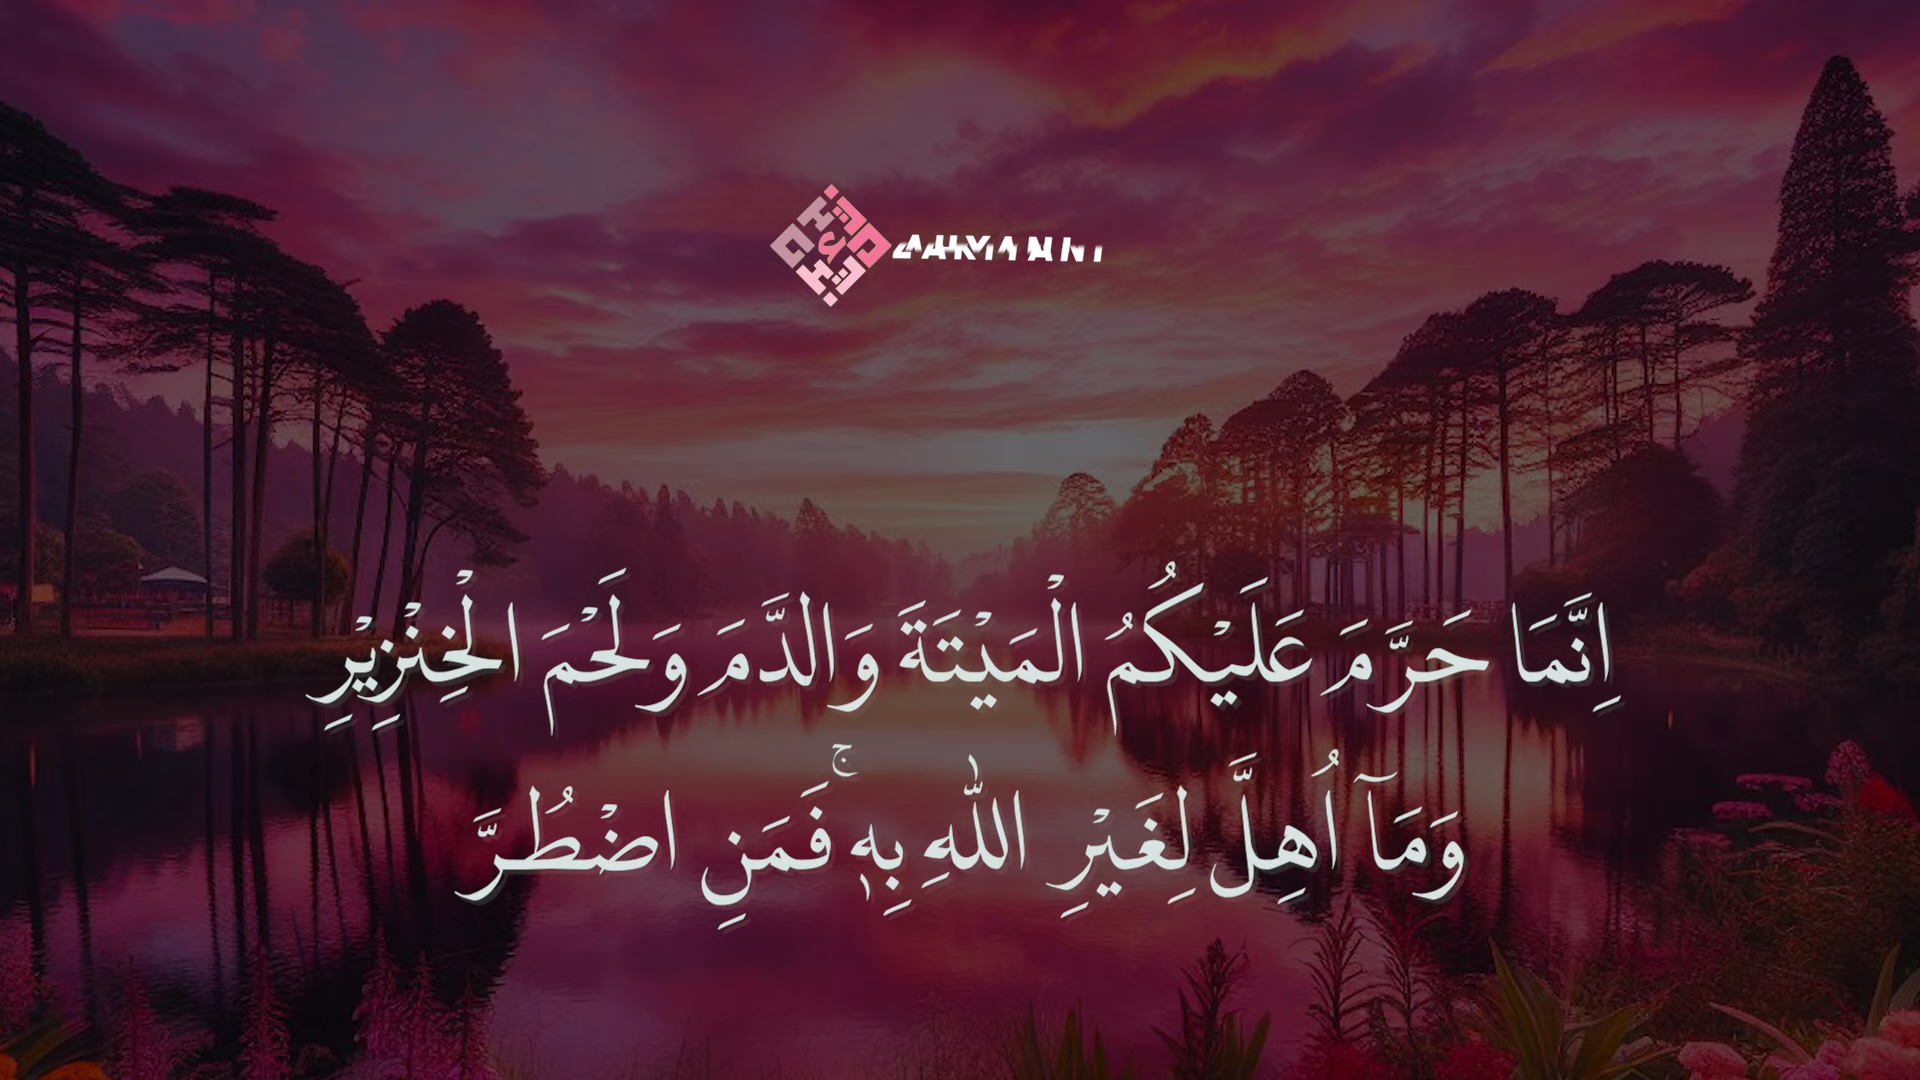 اِنَّمَا حَرَّمَ عَلَيْكُمُ الْمَيْتَةَ وَالدَّمَ وَلَحْمَ الْخِنْزِيْرِ
وَمَآ اُهِلَّ لِغَيْرِ اللّٰهِ بِهٖۚ فَمَنِ اضْطُرَّ